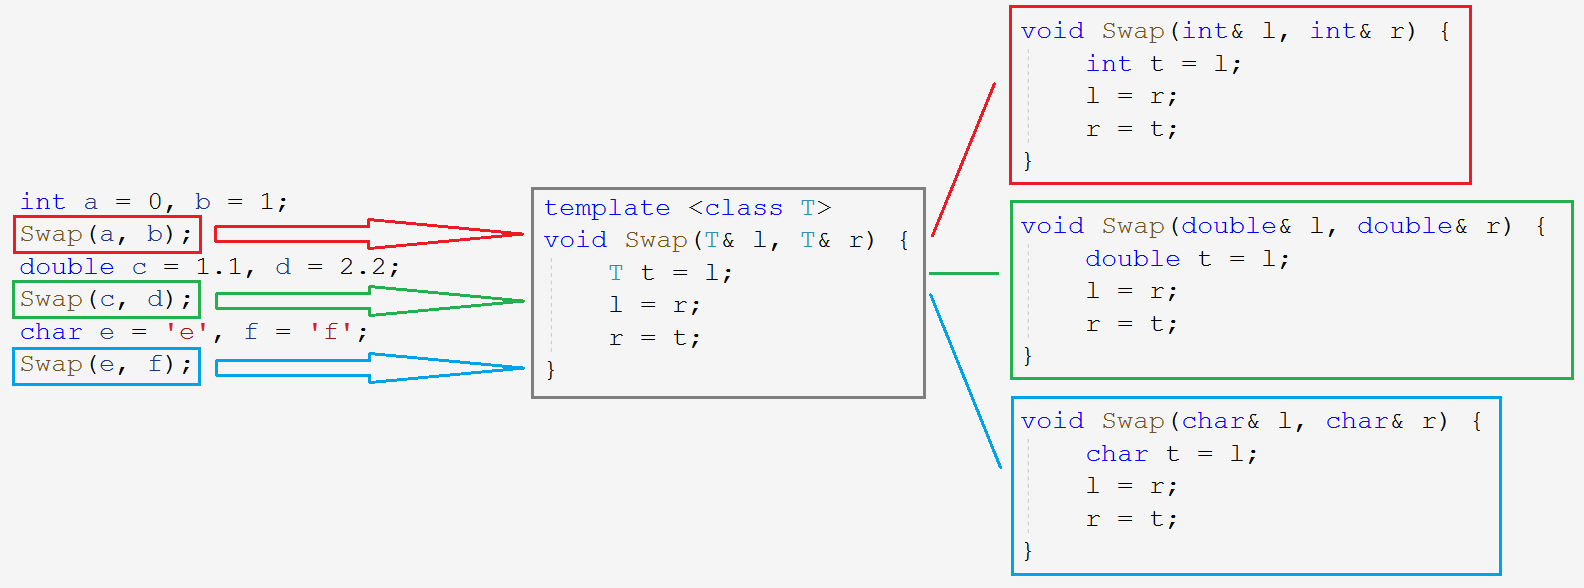 int a = 0, b = 1;
Swap(a, b);
double c = 1.1, d = 2.2;
Swap(c, d);
char e = 'e', f = 'f';
Swap(e, f);
template <class T>
void Swap(T& l, T& r) {
    T t = l;
    l = r;
    r = t;
}
void Swap(int& l, int& r) {
    int t = l;
    l = r;
    r = t;
}
void Swap(double& l, double& r) {
    double t = l;
    l = r;
    r = t;
}
void Swap(char& l, char& r) {
    char t = l;
    l = r;
    r = t;
}